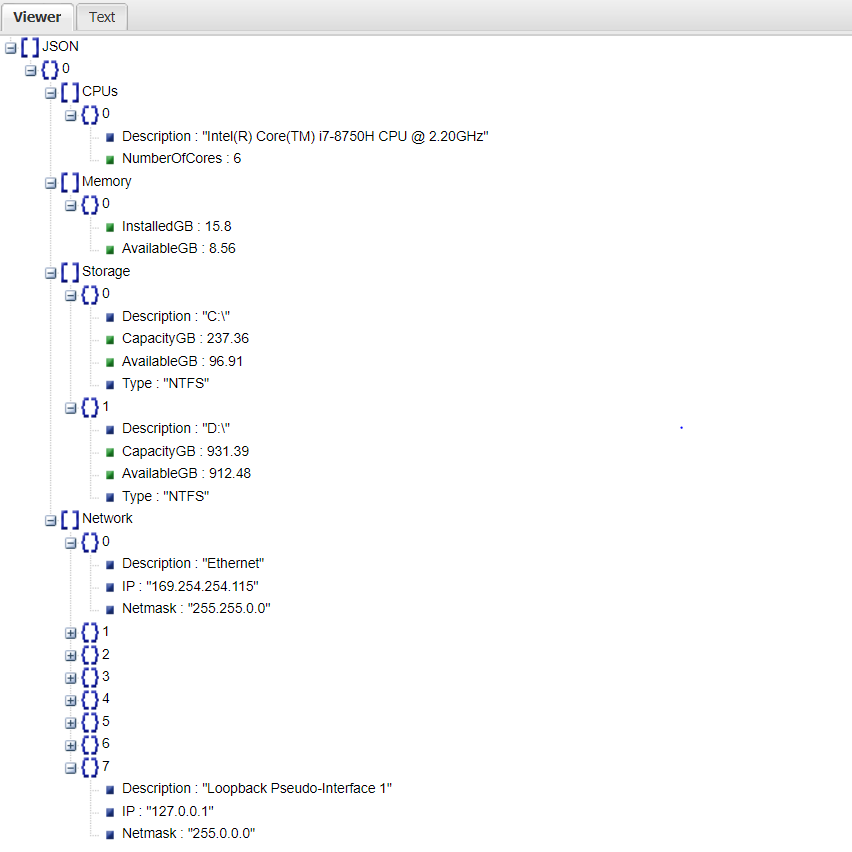 Viewer Text
[ ] JSON
{ } 0
[ ] CPUs
{ } 0
Description : "Intel(R) Core(TM) i7-8750H CPU @ 2.20GHz"
NumberOfCores : 6
[ ] Memory
{ } 0
InstalledGB : 15.8
AvailableGB : 8.56
[ ] Storage
{ } 0
Description : "C:\"
CapacityGB : 237.36
AvailableGB : 96.91
Type : "NTFS"
{ } 1
Description : "D:\"
CapacityGB : 931.39
AvailableGB : 912.48
Type : "NTFS"
[ ] Network
{ } 0
Description : "Ethernet"
IP : "169.254.254.115"
Netmask : "255.255.0.0"
{ } 1
{ } 2
{ } 3
{ } 4
{ } 5
{ } 6
{ } 7
Description : "Loopback Pseudo-Interface 1"
IP : "127.0.0.1"
Netmask : "255.0.0.0"